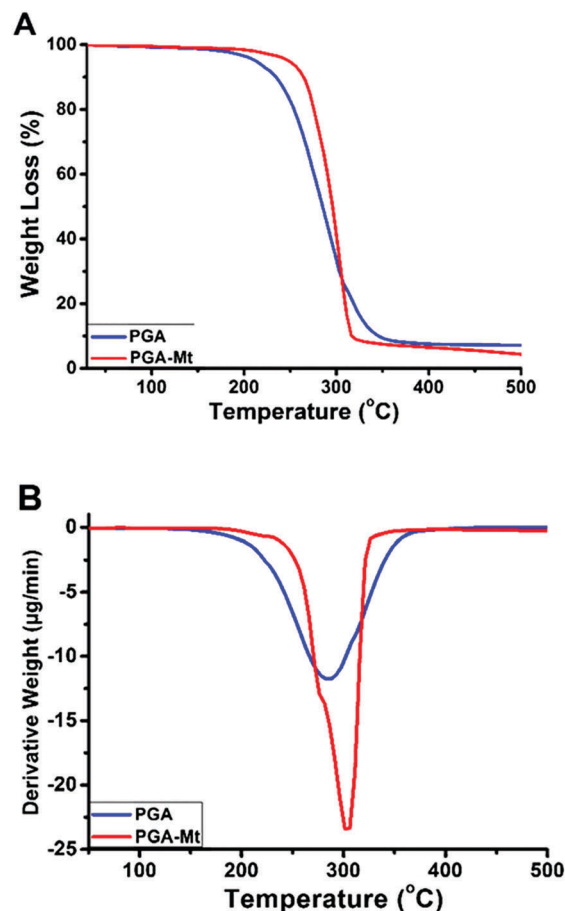 A
100
80
60
40
20
0
Weight Loss (%)
PGA
PGA-Mt
100 200 300 400 500
Temperature (°C)
B
0
-5
-10
-15
-20
-25
Derivative Weight (µg/min)
PGA
PGA-Mt
100 200 300 400 500
Temperature (°C)